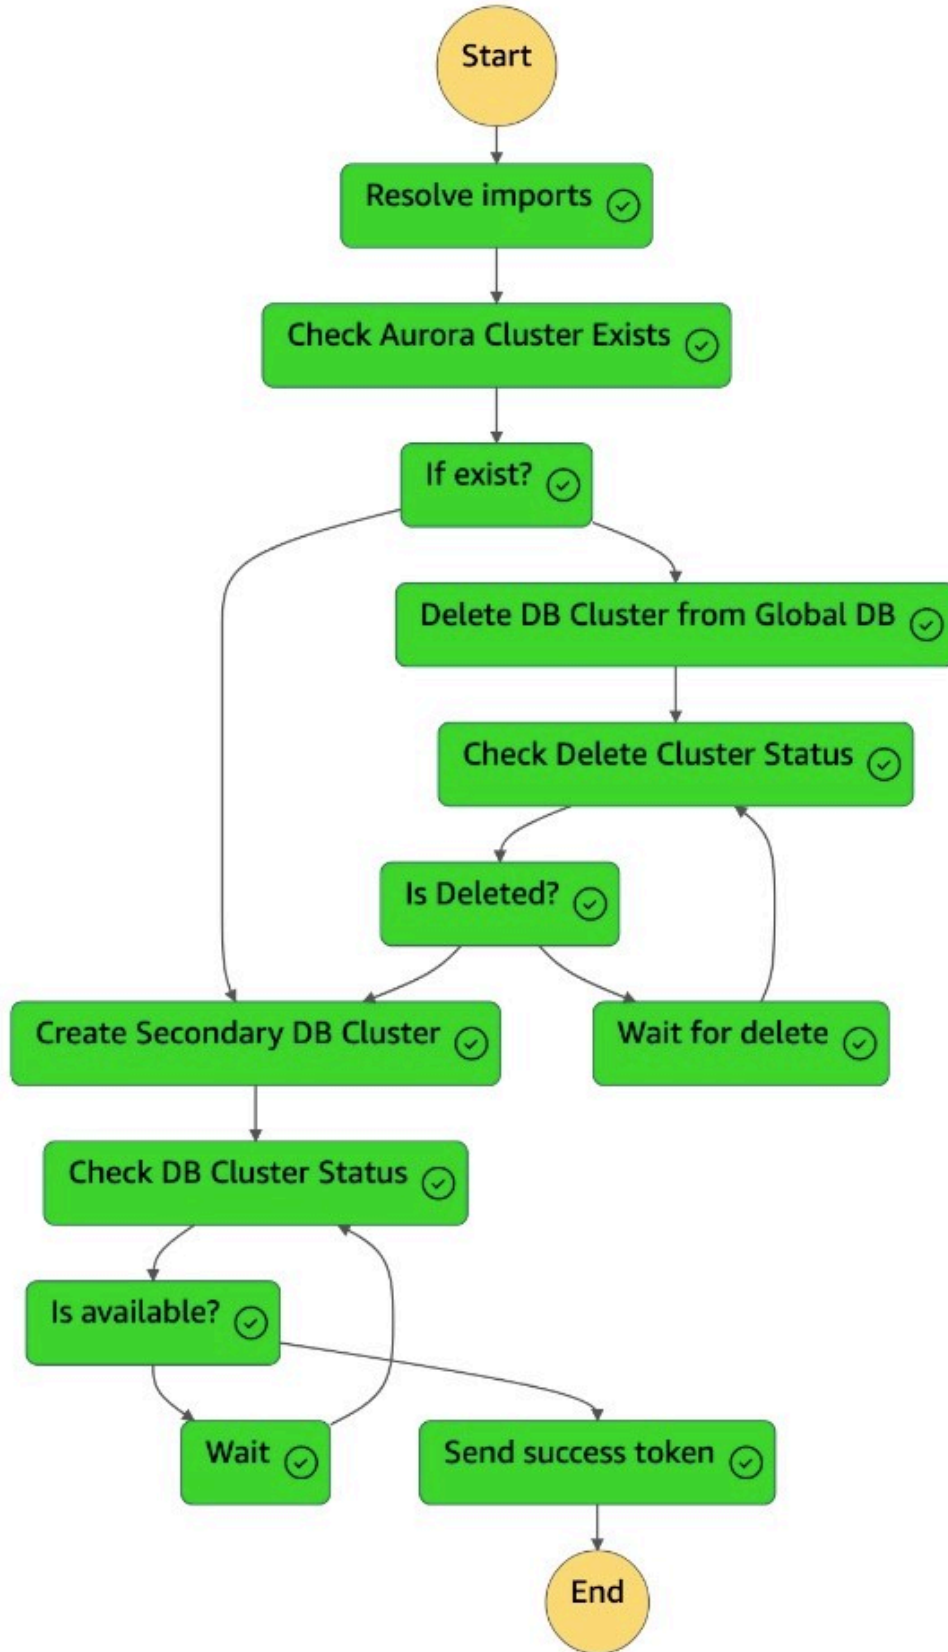 Start
Resolve imports
Check Aurora Cluster Exists
If exist?
Delete DB Cluster from Global DB
Check Delete Cluster Status
Is Deleted?
Create Secondary DB Cluster
Wait for delete
Check DB Cluster Status
Is available?
Wait
Send success token
End